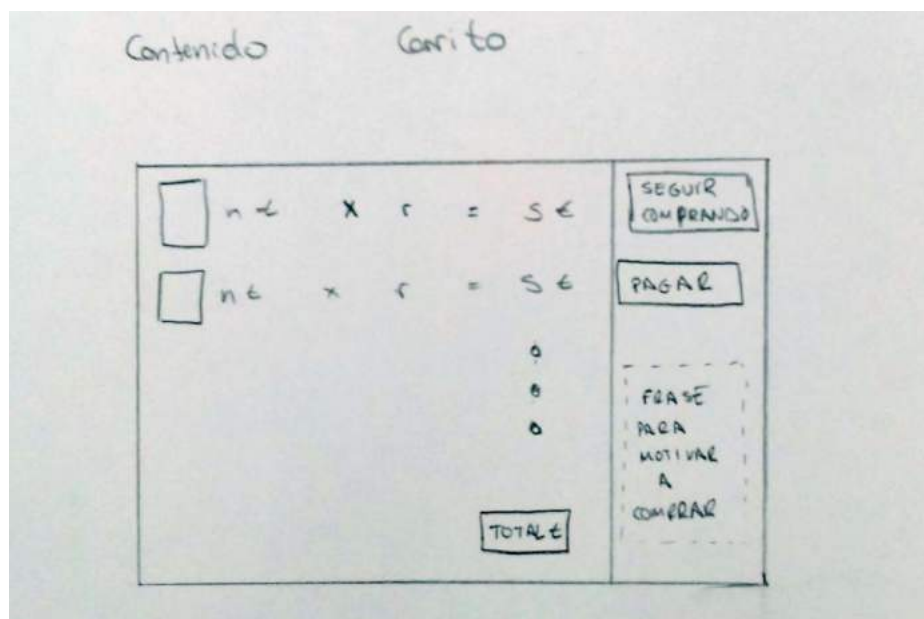 Contenido Carrito
n € x r = S €
n € x r = S €
TOTAL €
SEGUIR
COMPRANDO
PAGAR
FRASE
PARA
MOTIVAR
A
COMPRAR